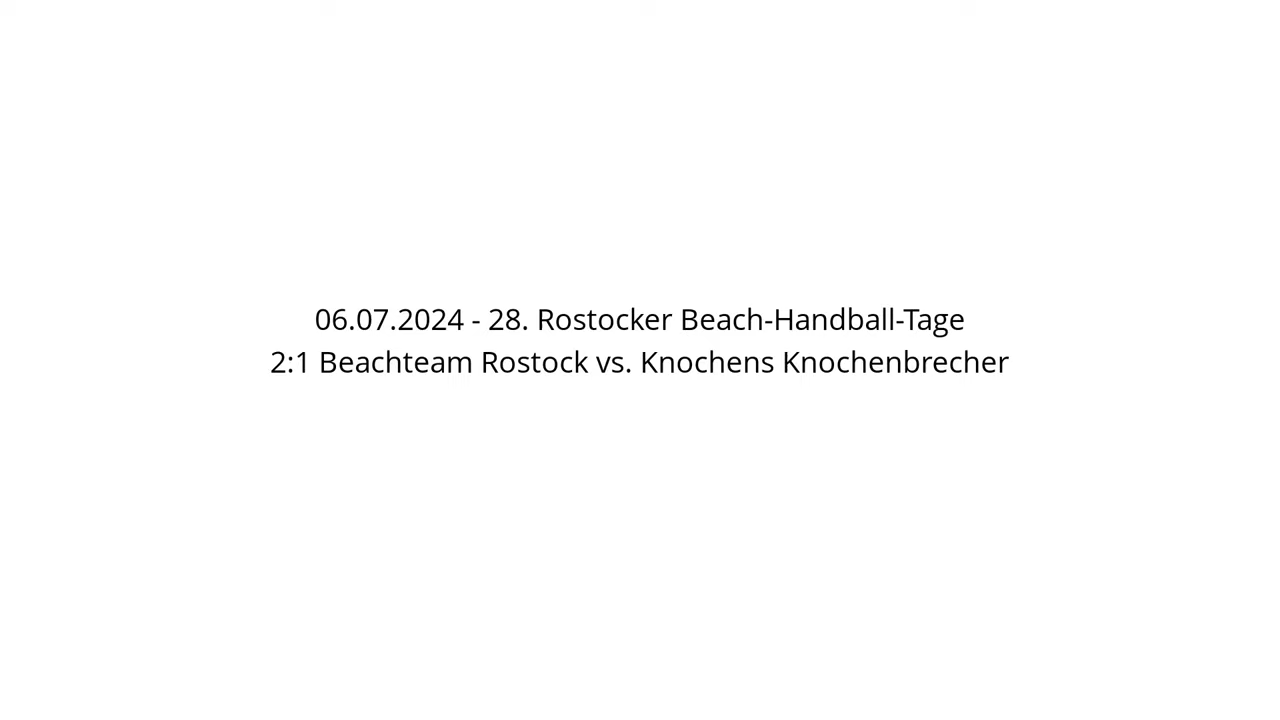 06.07.2024 - 28. Rostocker Beach-Handball-Tage
2:1 Beachteam Rostock vs. Knochens Knochenbrecher